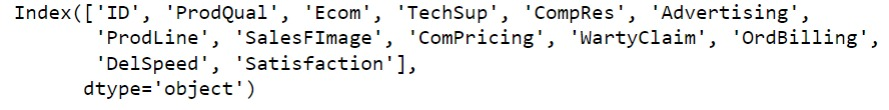 Index(['ID', 'ProdQual', 'Ecom', 'TechSup', 'CompRes', 'Advertising',
'ProdLine', 'SalesFImage', 'ComPricing', 'WartyClaim', 'OrdBilling',
'DelSpeed', 'Satisfaction'],
dtype='object')